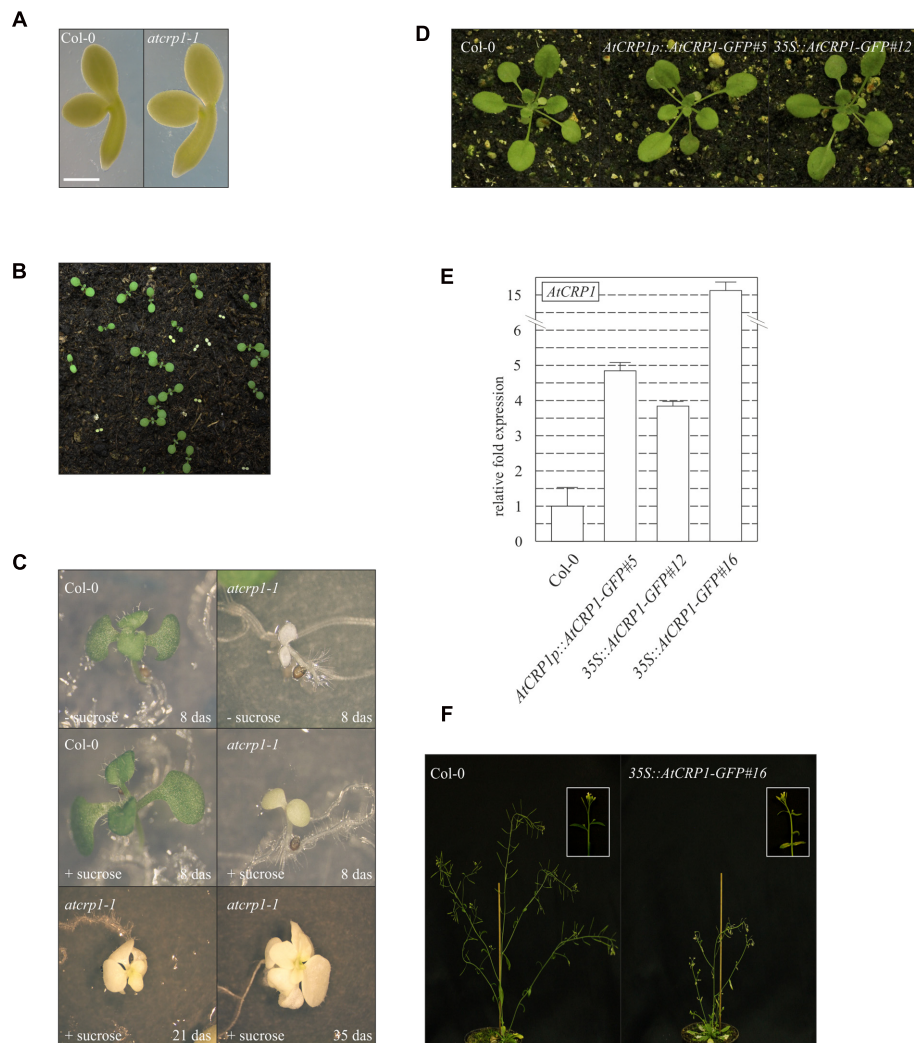 A
Col-0
atcrp1-1
B
C
Col-0
- sucrose
8 das
atcrp1-1
- sucrose
8 das
Col-0
+ sucrose
8 das
atcrp1-1
+ sucrose
8 das
atcrp1-1
+ sucrose
21 das
atcrp1-1
+ sucrose
35 das
D
Col-0
AtCRP1p::AtCRP1-GFP#5
35S::AtCRP1-GFP#12
E
AtCRP1
relative fold expression
15
6
5
4
3
2
1
0
Col-0
AtCRP1p::AtCRP1-GFP#5
35S::AtCRP1-GFP#12
35S::AtCRP1-GFP#16
F
Col-0
35S::AtCRP1-GFP#16